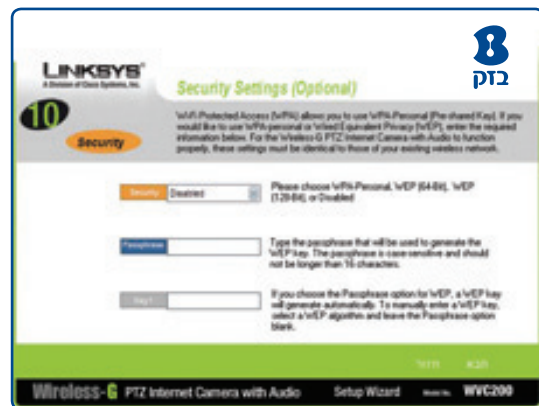 בזק
LINKSYS®
A Division of Cisco Systems, Inc.
Security Settings (Optional)
10
Security
Wi-Fi Protected Access (WPA) allows you to use WPA-Personal (Pre-shared Key). If you
would like to use WPA-personal or Wired Equivalent Privacy (WEP), enter the required
information below. For the Wireless-G PTZ Internet Camera with Audio to function
properly, these settings must be identical to those of your existing wireless network.
Security
Disabled
Please choose WPA-Personal, WEP (64-Bit), WEP
(128-Bit), or Disabled
Passphrase
Type the passphrase that will be used to generate the
WEP key. The passphrase is case-sensitive and should
not be longer than 16 characters.
Key 1
If you choose the Passphrase option for WEP, a WEP key
will generate automatically. To manually enter a WEP key,
select a WEP algorithm and leave the Passphrase option
blank.
חזור
הבא
Wireless-G PTZ Internet Camera with Audio
Setup Wizard
Model No.
WVC200